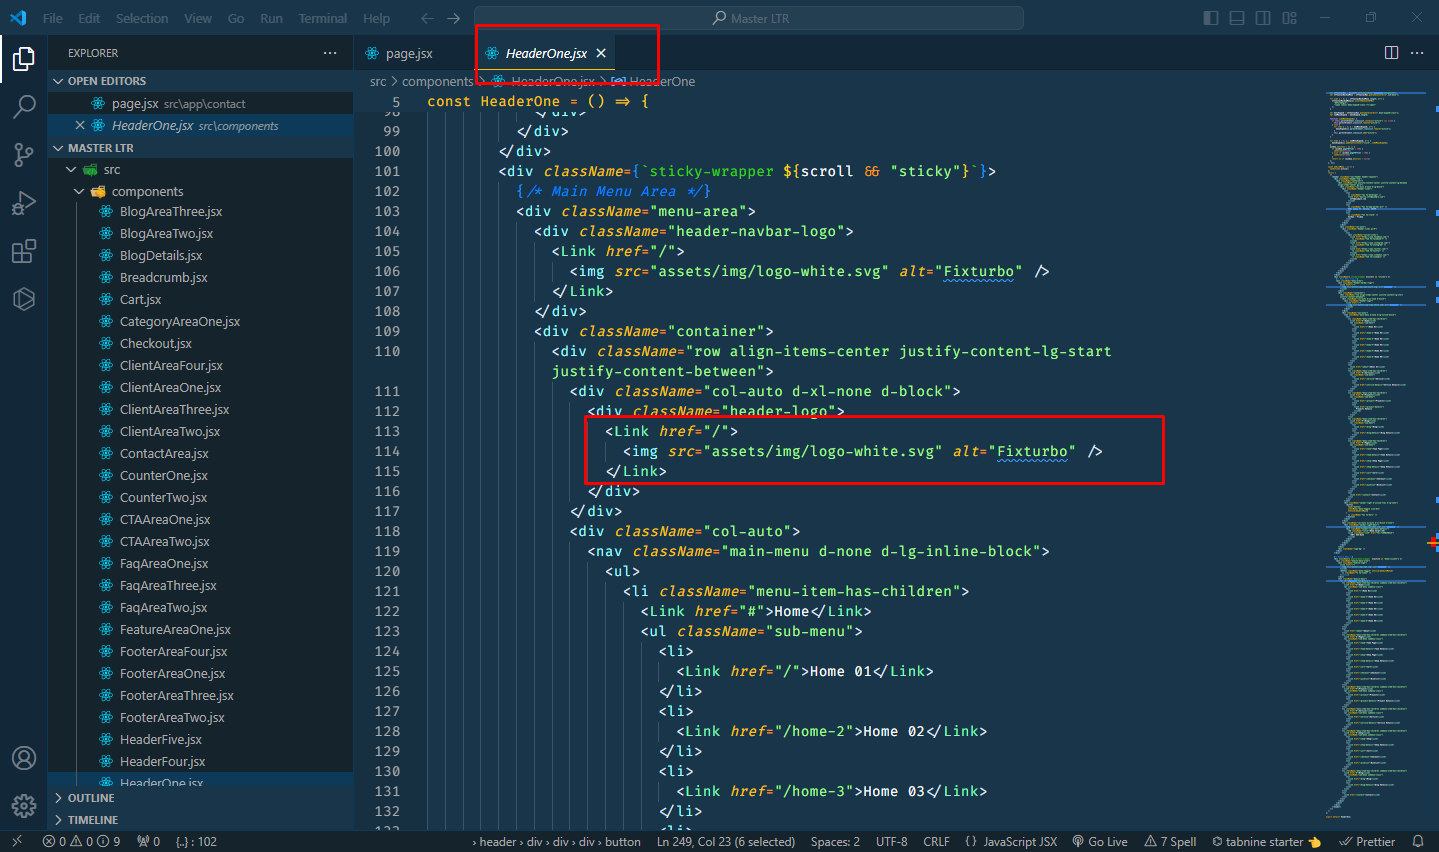 File Edit Selection View Go Run Terminal Help
Master LTR
EXPLORER
page.jsx
HeaderOne.jsx
OPEN EDITORS
page.jsx src\app\contact
HeaderOne.jsx src\components
MASTER LTR
src
components
BlogAreaThree.jsx
BlogAreaTwo.jsx
BlogDetails.jsx
Breadcrumb.jsx
Cart.jsx
CategoryAreaOne.jsx
Checkout.jsx
ClientAreaFour.jsx
ClientAreaOne.jsx
ClientAreaThree.jsx
ClientAreaTwo.jsx
ContactArea.jsx
CounterOne.jsx
CounterTwo.jsx
CTAAreaOne.jsx
CTAAreaTwo.jsx
FaqAreaOne.jsx
FaqAreaThree.jsx
FaqAreaTwo.jsx
FeatureAreaOne.jsx
FooterAreaFour.jsx
FooterAreaOne.jsx
FooterAreaThree.jsx
FooterAreaTwo.jsx
HeaderFive.jsx
HeaderFour.jsx
HeaderOne.jsx
OUTLINE
TIMELINE
src > components > HeaderOne.jsx > HeaderOne
5 const HeaderOne = () => {
98 </div>
99 </div>
100 </div>
101 <div className={`sticky-wrapper ${scroll && "sticky"}`}>
102 {/* Main Menu Area */}
103 <div className="menu-area">
104 <div className="header-navbar-logo">
105 <Link href="/">
106 <img src="assets/img/logo-white.svg" alt="Fixturbo" />
107 </Link>
108 </div>
109 <div className="container">
110 <div className="row align-items-center justify-content-lg-start
justify-content-between">
111 <div className="col-auto d-xl-none d-block">
112 <div className="header-logo">
113 <Link href="/">
114 <img src="assets/img/logo-white.svg" alt="Fixturbo" />
115 </Link>
116 </div>
117 </div>
118 <div className="col-auto">
119 <nav className="main-menu d-none d-lg-inline-block">
120 <ul>
121 <li className="menu-item-has-children">
122 <Link href="#">Home</Link>
123 <ul className="sub-menu">
124 <li>
125 <Link href="/">Home 01</Link>
126 </li>
127 <li>
128 <Link href="/home-2">Home 02</Link>
129 </li>
130 <li>
131 <Link href="/home-3">Home 03</Link>
132 </li>
133 <li>
0 0 9 0 {..} : 102 › header › div › div › div › button Ln 249, Col 23 (6 selected) Spaces: 2 UTF-8 CRLF {} JavaScript JSX Go Live 7 Spell tabnine starter Prettier